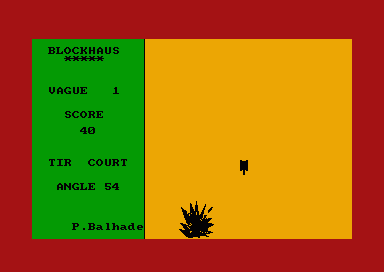 BLOCKHAUS
*****
VAGUE 1
SCORE
40
TIR COURT
ANGLE 54
P.Balhade